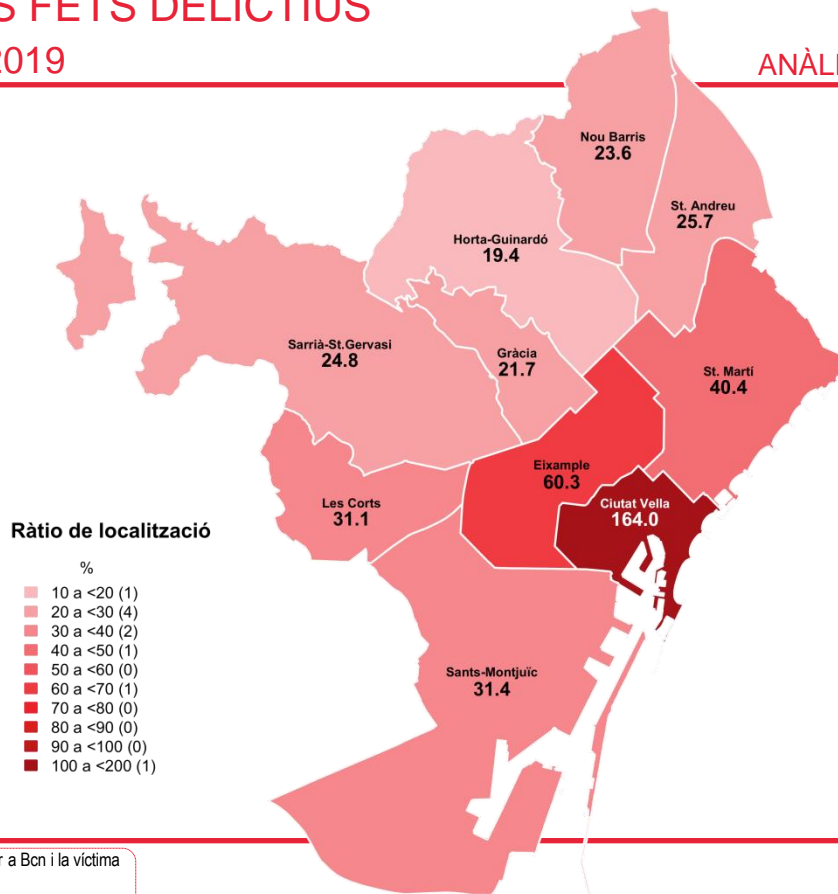 S FETS DELICTIUS
2019
ANÀLI
Nou Barris
23.6
St. Andreu
25.7
Horta-Guinardó
19.4
Sarrià-St.Gervasi
24.8
Gràcia
21.7
St. Martí
40.4
Eixample
60.3
Ciutat Vella
164.0
Les Corts
31.1
Sants-Montjuïc
31.4
Ràtio de localització
%
10 a <20 (1)
20 a <30 (4)
30 a <40 (2)
40 a <50 (1)
50 a <60 (0)
60 a <70 (1)
70 a <80 (0)
80 a <90 (0)
90 a <100 (0)
100 a <200 (1)
r a Bcn i la víctima